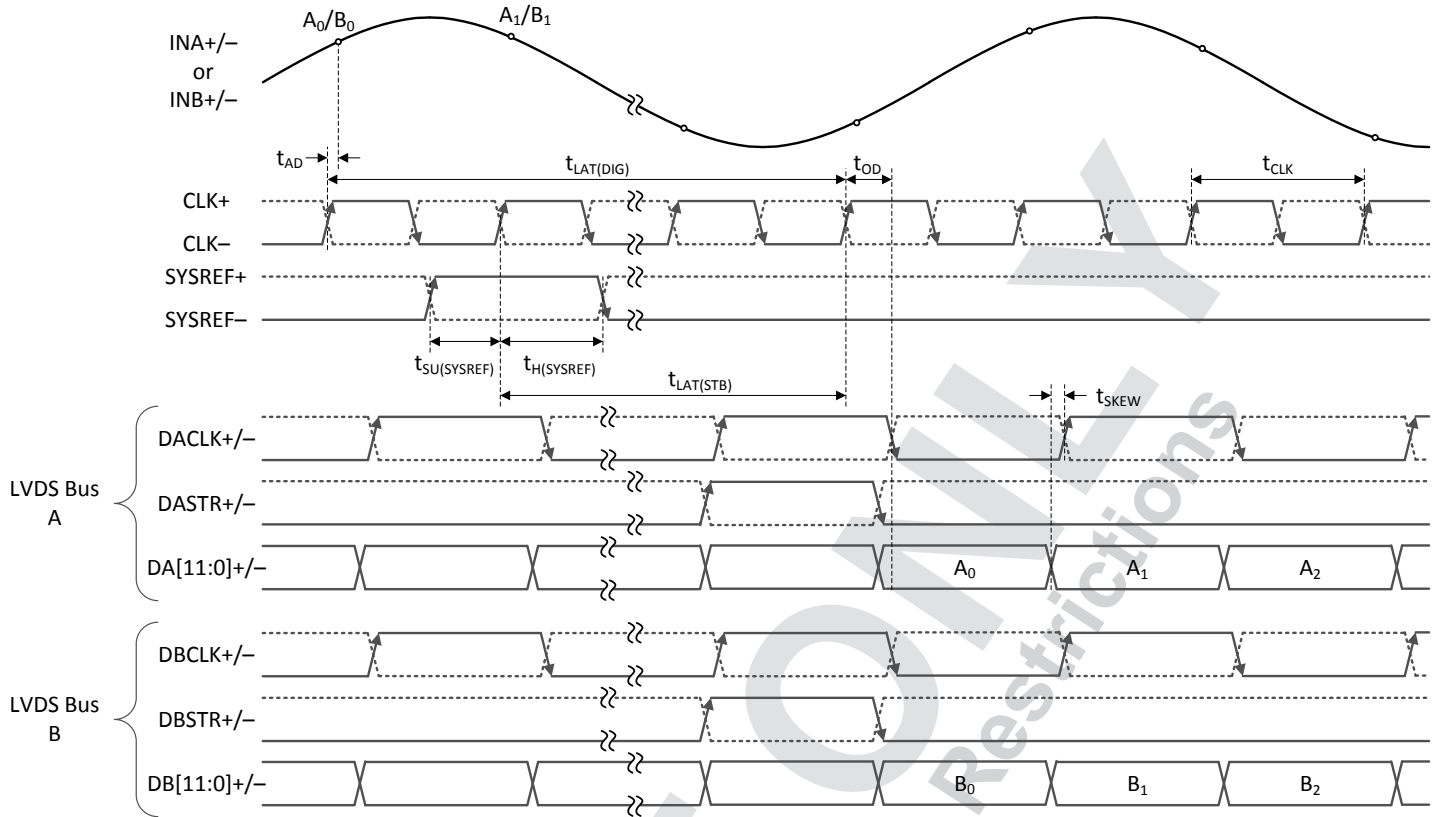 A0/B0
A1/B1
INA+/–
or
INB+/–
tAD
tLAT(DIG)
tOD
tCLK
CLK+
CLK–
SYSREF+
SYSREF–
tSU(SYSREF)
tH(SYSREF)
tLAT(STB)
tSKEW
LVDS Bus
A
DACLK+/–
DASTR+/–
DA[11:0]+/–
A0
A1
A2
LVDS Bus
B
DBCLK+/–
DBSTR+/–
DB[11:0]+/–
B0
B1
B2
ONLY
Restrictions